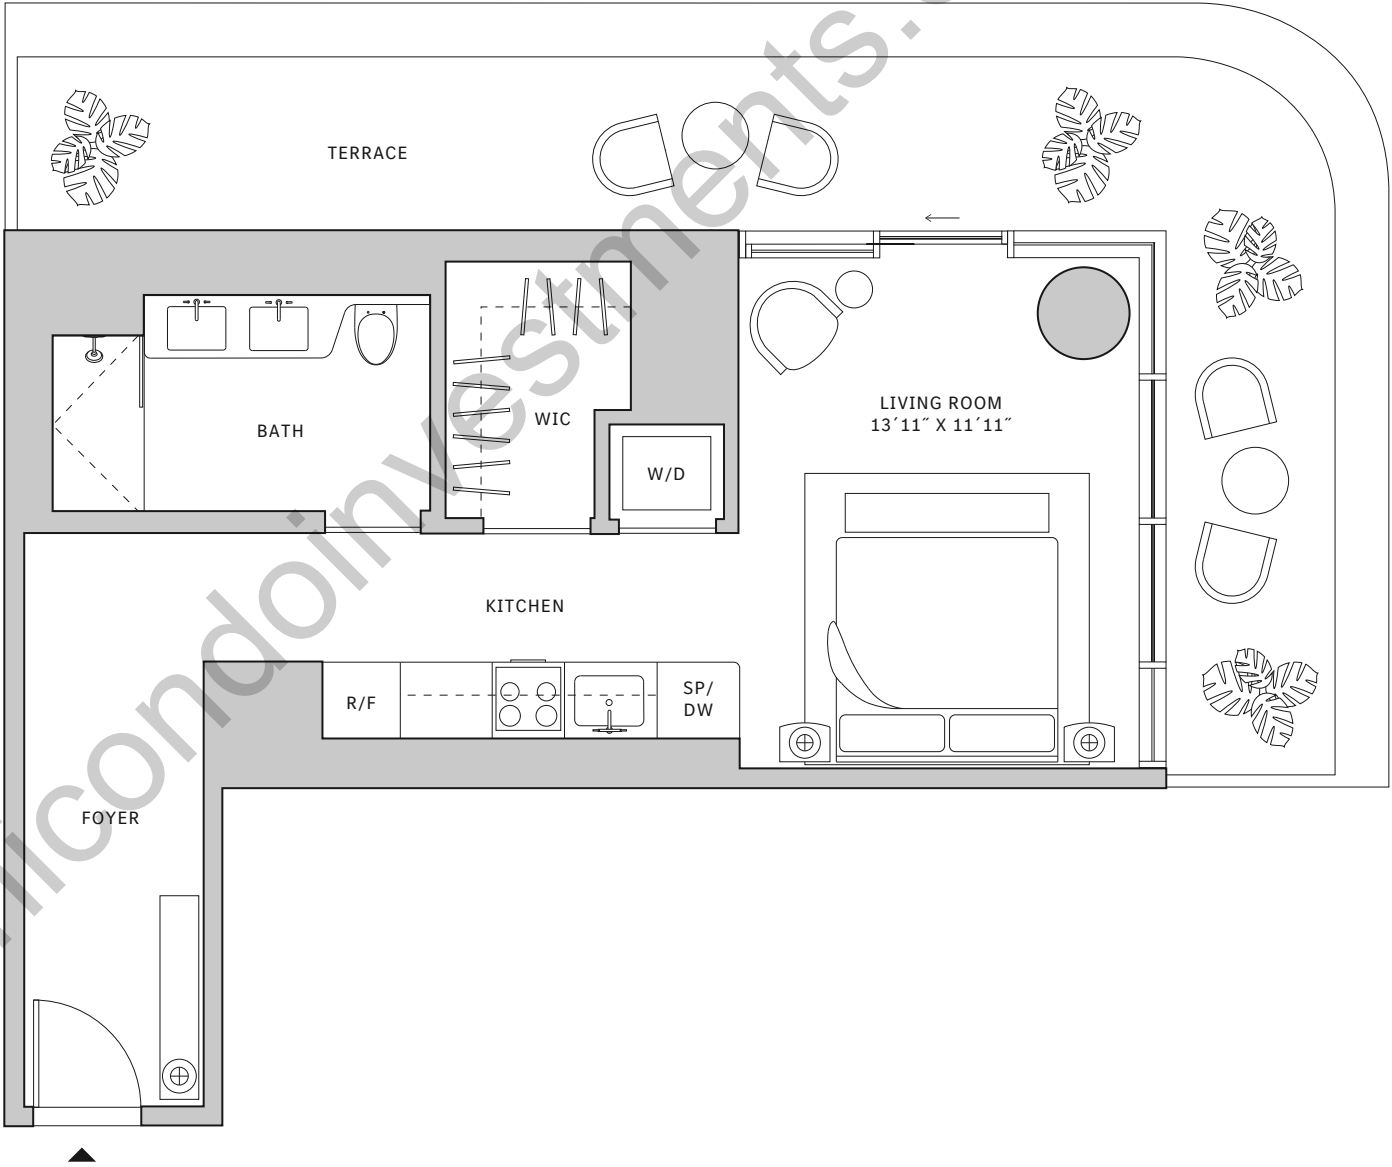 TERRACE
LIVING ROOM
13´11˝ X 11´11˝
WIC
BATH
W/D
KITCHEN
R/F
SP/
DW
FOYER